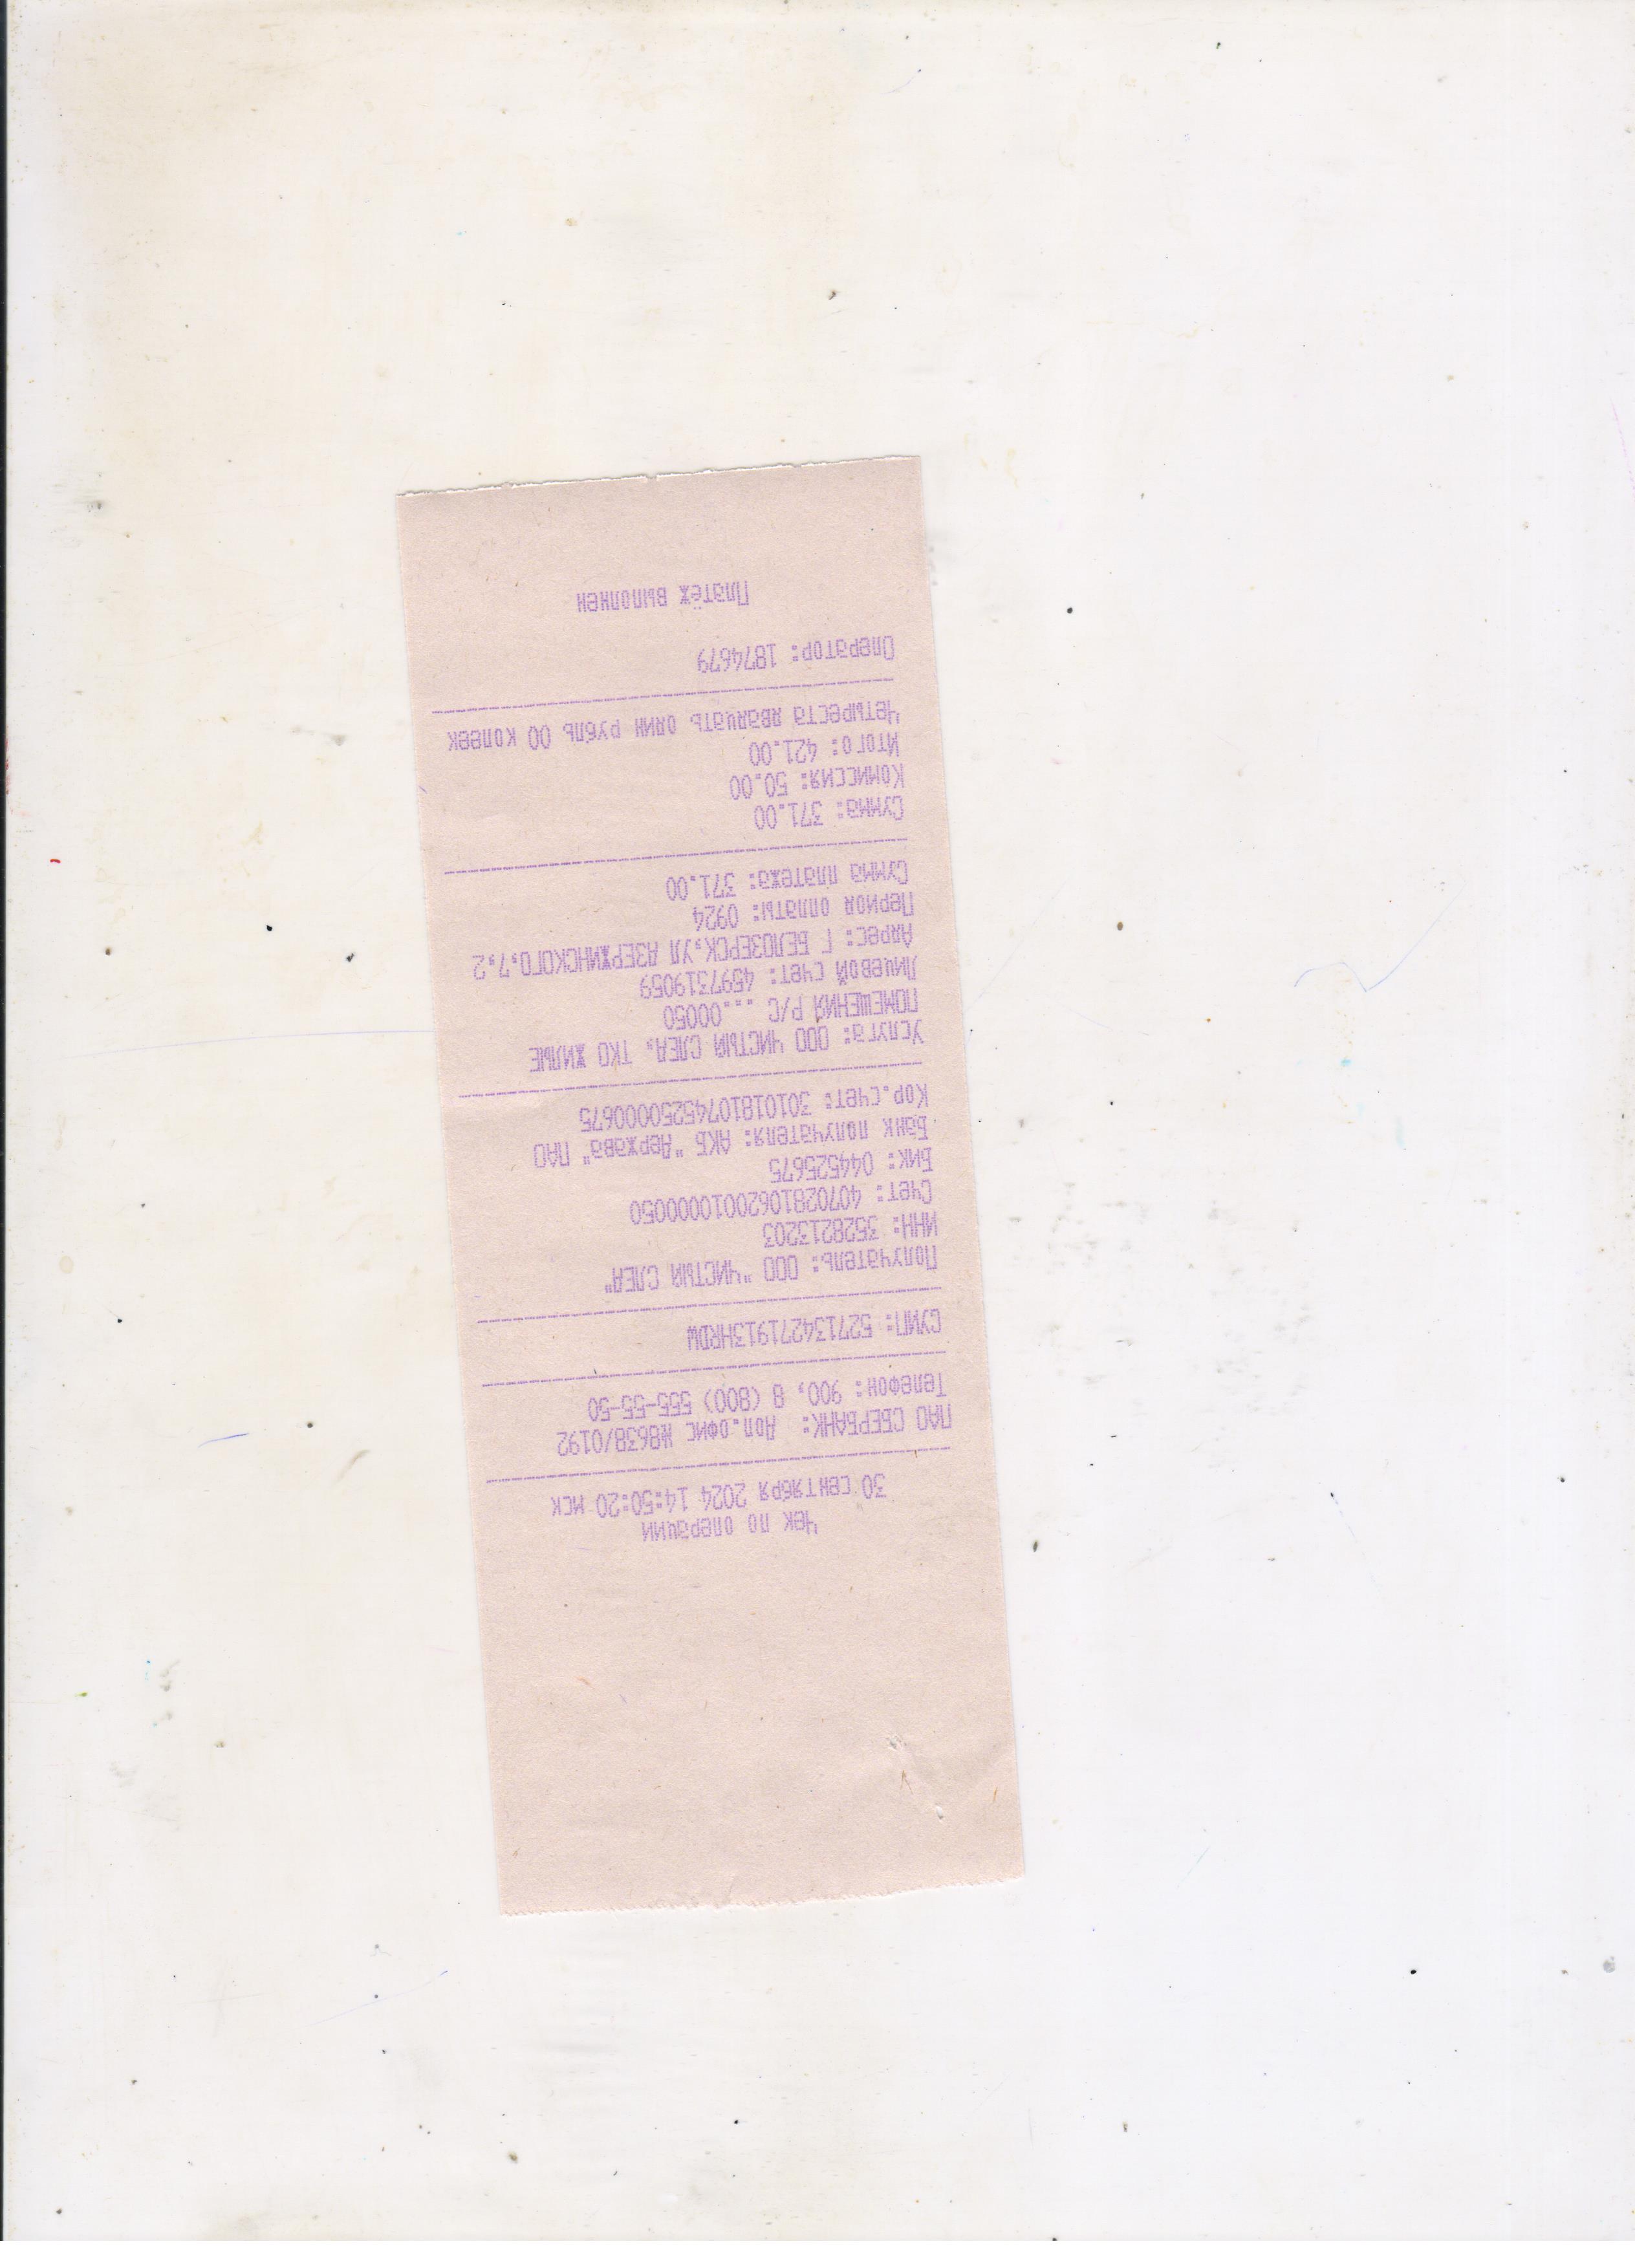 Чек по операции
30 сентября 2024 14:50:20 мск
ПАО СБЕРБАНК: Доп.офис №8638/0192
Телефон: 900, 8 (800) 555-55-50
СУИП: 527134271913HRDW
Получатель: ООО "ЧИСТЫЙ СЛЕД"
ИНН: 3528213203
Счет: 40702810620010000050
Бик: 044525675
Банк получателя: АКБ "Держава" ПАО
Кор.счет: 30101810745250000675
Услуга: ООО ЧИСТЫЙ СЛЕД. ТКО ЖИЛЫЕ
ПОМЕЩЕНИЯ Р/С ...00050
Лицевой счет: 4597319059
Адрес: Г БЕЛОЗЕРСК,УЛ ДЗЕРЖИНСКОГО,7,2
Период оплаты: 0924
Сумма платежа: 371.00
Сумма: 371.00
Комиссия: 50.00
Итого: 421.00
Четыреста двадцать один рубль 00 копеек
Оператор: 1874679
Платёж выполнен